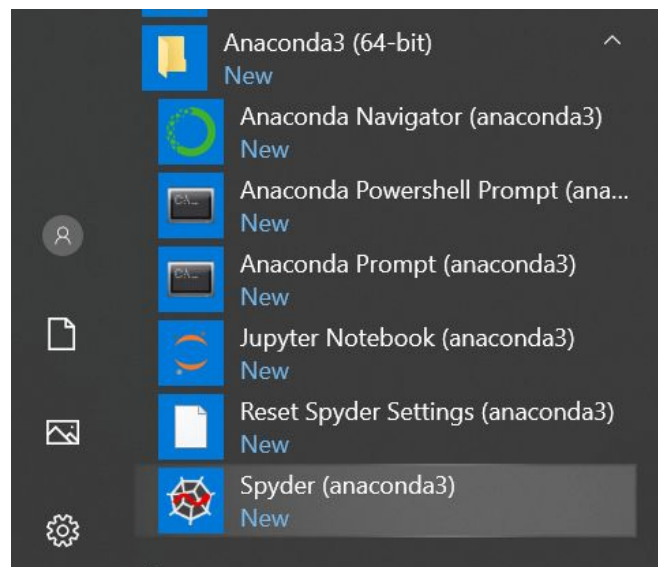 Anaconda3 (64-bit)
New
Anaconda Navigator (anaconda3)
New
Anaconda Powershell Prompt (ana...
New
Anaconda Prompt (anaconda3)
New
Jupyter Notebook (anaconda3)
New
Reset Spyder Settings (anaconda3)
New
Spyder (anaconda3)
New